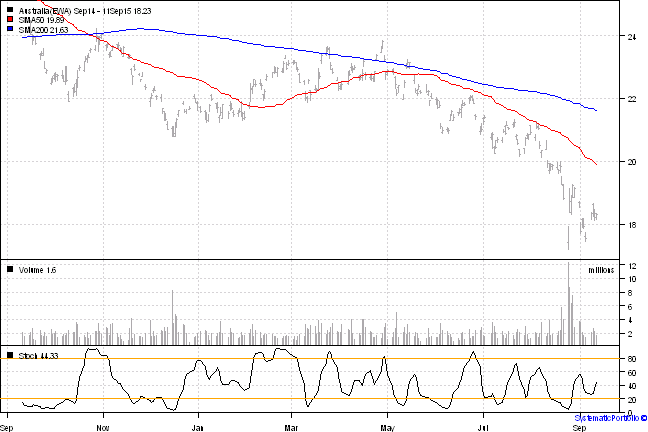 Australia(EWA) Sep14 - 11Sep15 18.23
SMA50 19.89
SMA200 21.63
24
22
20
18
Volume 1.6
millions
12
10
8
6
4
2
Stoch 44.33
80
60
40
20
0
Sep Nov Jan Mar May Jul Sep
SystematicPortfolio ©